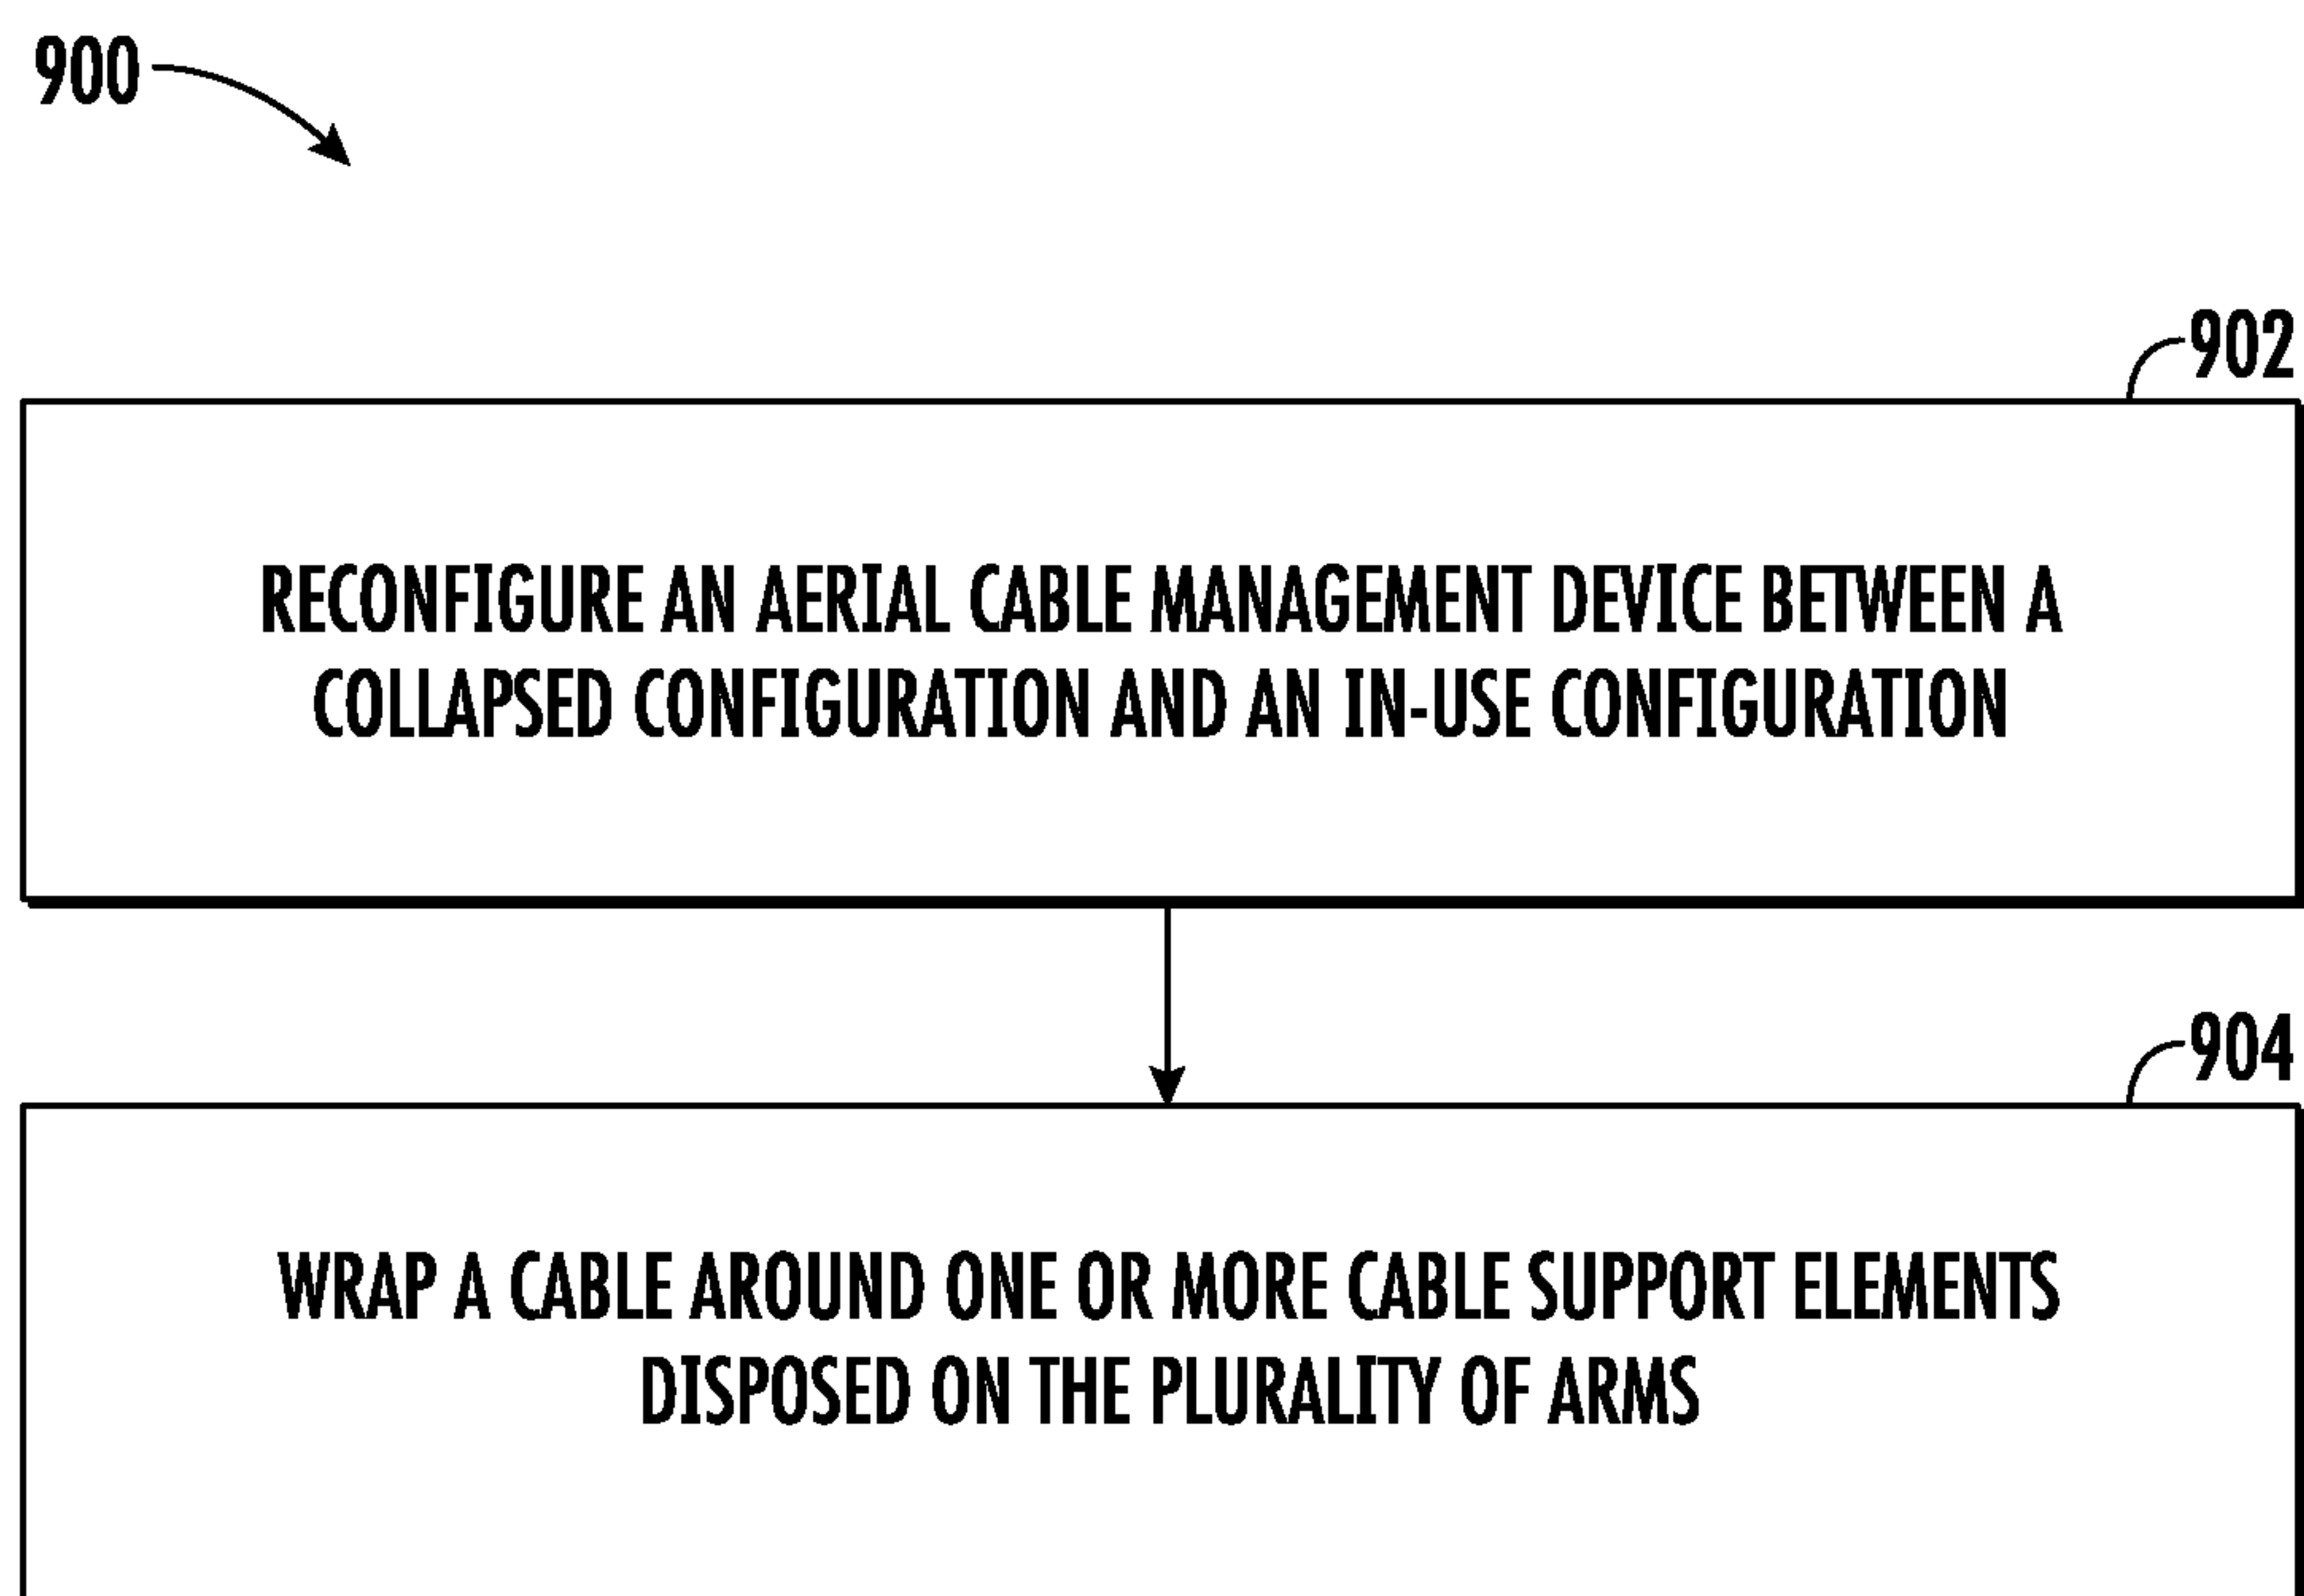 900
902
RECONFIGURE AN AERIAL CABLE MANAGEMENT DEVICE BETWEEN A
COLLAPSED CONFIGURATION AND AN IN-USE CONFIGURATION
904
WRAP A CABLE AROUND ONE OR MORE CABLE SUPPORT ELEMENTS
DISPOSED ON THE PLURALITY OF ARMS